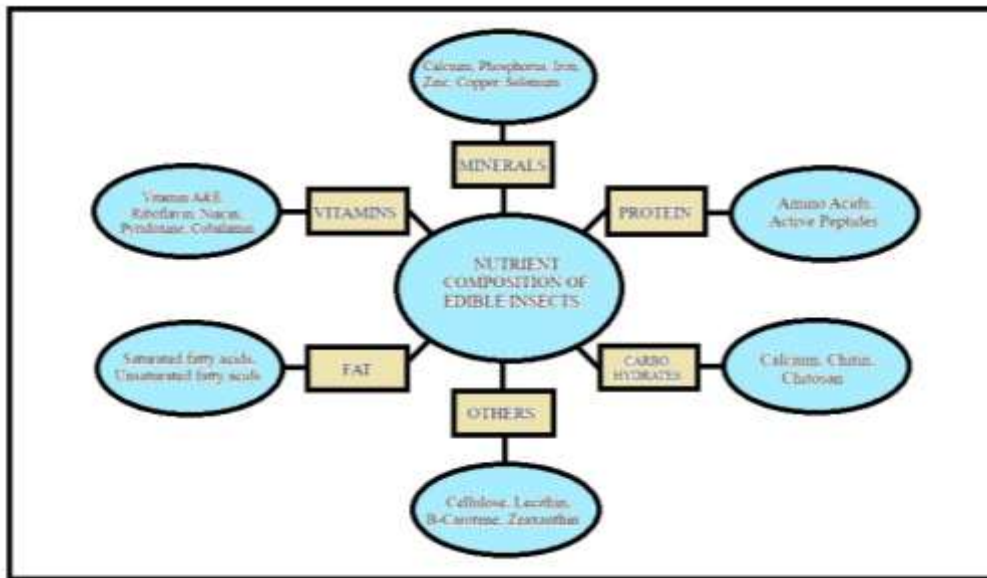 Calcium, Phosphorus, Iron,
Zinc, Copper, Selenium
MINERALS
Vitamin A&E,
Riboflavin, Niacin,
Pyridoxine, Cobalamin
VITAMINS
PROTEIN
Amino Acids,
Active Peptides
NUTRIENT
COMPOSITION OF
EDIBLE INSECTS
Saturated fatty acids,
Unsaturated fatty acids
FAT
CARBO
HYDRATES
Calcium, Chitin,
Chitosan
OTHERS
Cellulose, Lecithin,
B-Carotene, Zeaxanthin